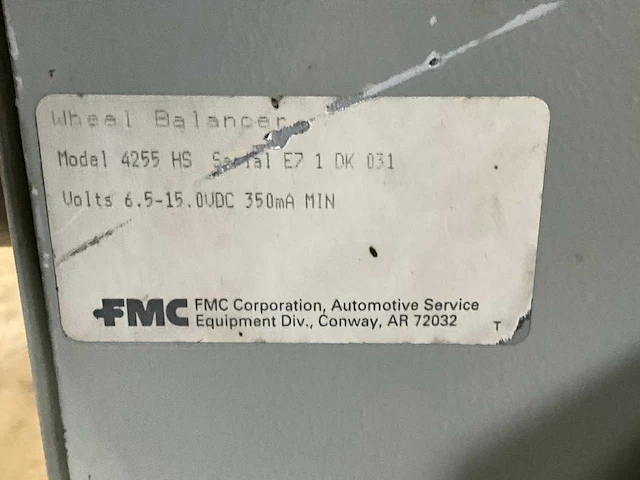 Wheel Balancer
Model 4255 HS Serial E7 1 DK 031
Volts 6.5-15.0VDC 350mA MIN
FMC FMC Corporation, Automotive Service
Equipment Div., Conway, AR 72032
T